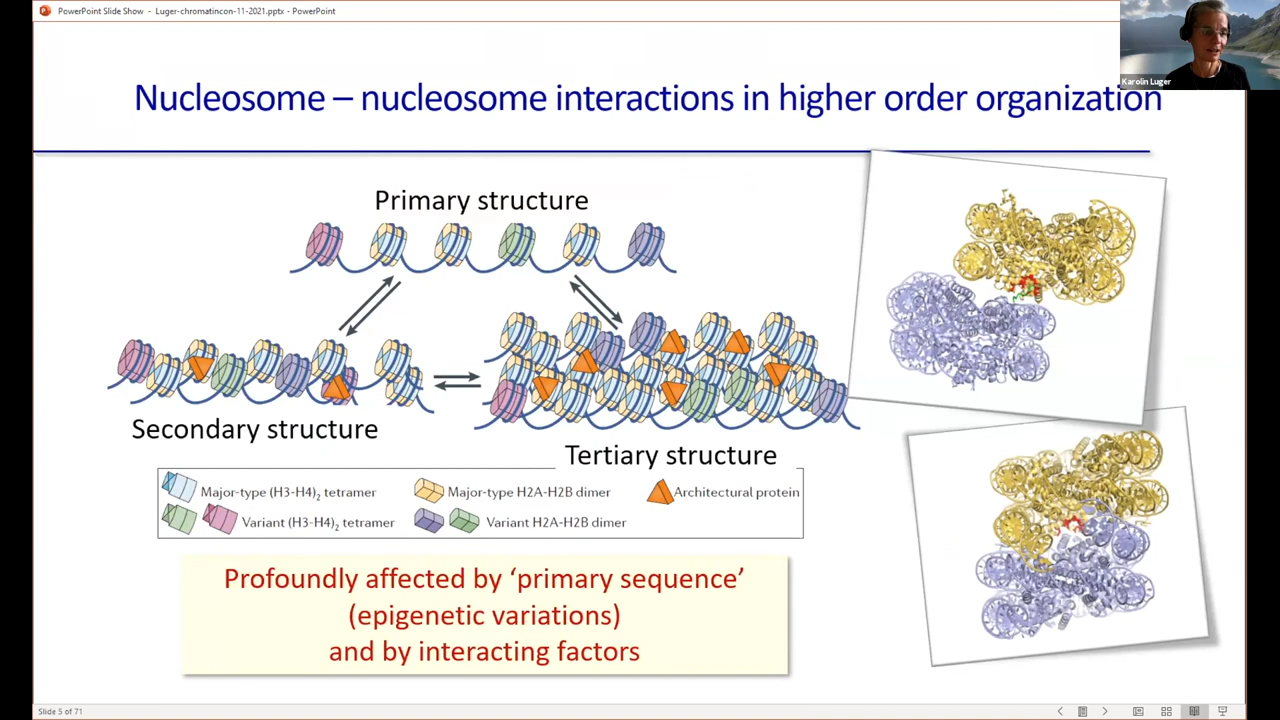 PowerPoint Slide Show - Luger-chromatincon-11-2021.pptx - PowerPoint
Karolin Luger
Nucleosome – nucleosome interactions in higher order organization
Primary structure
Secondary structure
Tertiary structure
Major-type (H3-H4)2 tetramer
Major-type H2A-H2B dimer
Architectural protein
Variant (H3-H4)2 tetramer
Variant H2A-H2B dimer
Profoundly affected by ‘primary sequence’
(epigenetic variations)
and by interacting factors
Slide 5 of 71